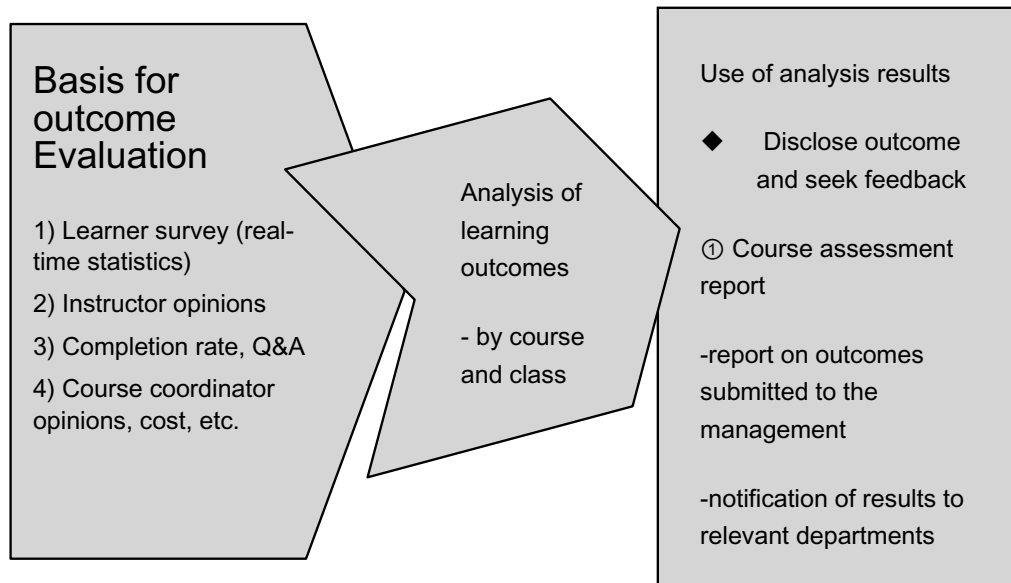 Basis for
outcome
Evaluation
1) Learner survey (real-
time statistics)
2) Instructor opinions
3) Completion rate, Q&A
4) Course coordinator
opinions, cost, etc.
Analysis of
learning
outcomes
- by course
and class
Use of analysis results
◆ Disclose outcome
and seek feedback
① Course assessment
report
-report on outcomes
submitted to the
management
-notification of results to
relevant departments